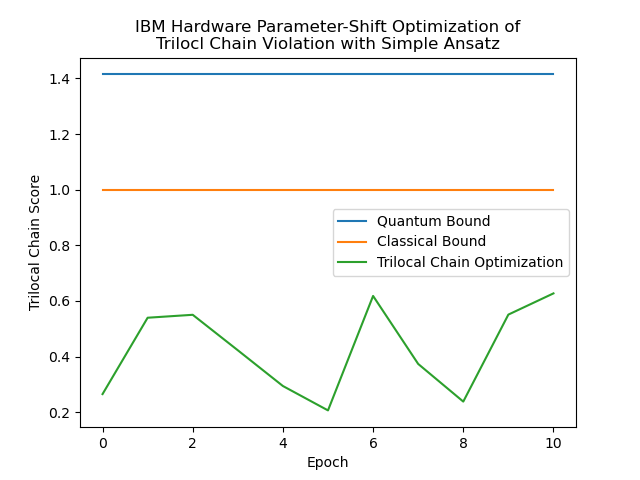 IBM Hardware Parameter-Shift Optimization of
Trilocl Chain Violation with Simple Ansatz
Trilocal Chain Score
1.4
1.2
1.0
0.8
0.6
0.4
0.2
Quantum Bound
Classical Bound
Trilocal Chain Optimization
0 2 4 6 8 10
Epoch